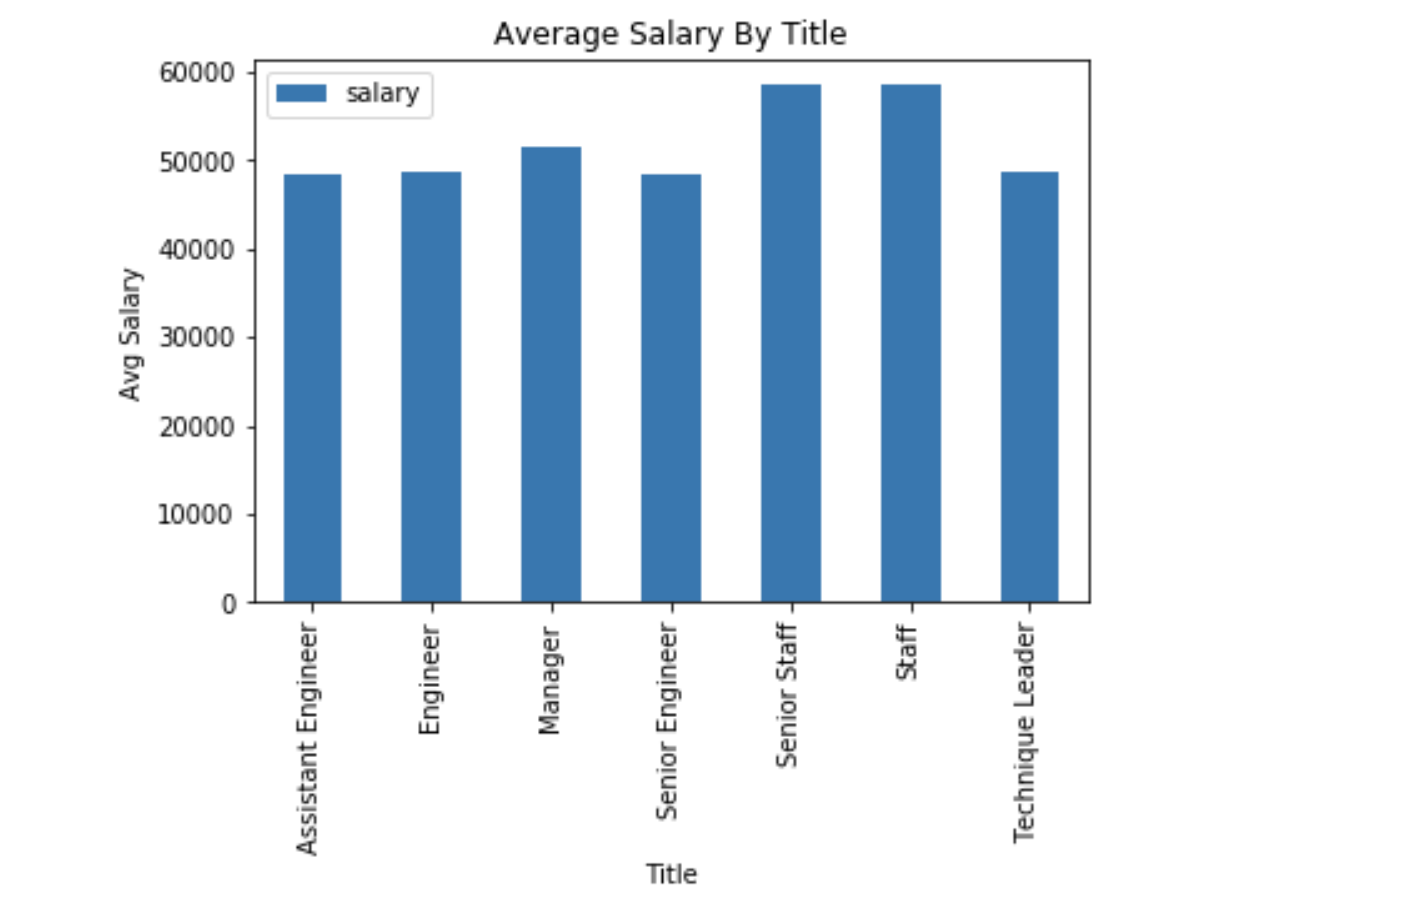 Average Salary By Title
salary
60000
50000
40000
30000
20000
10000
0
Avg Salary
Assistant Engineer
Engineer
Manager
Senior Engineer
Senior Staff
Staff
Technique Leader
Title